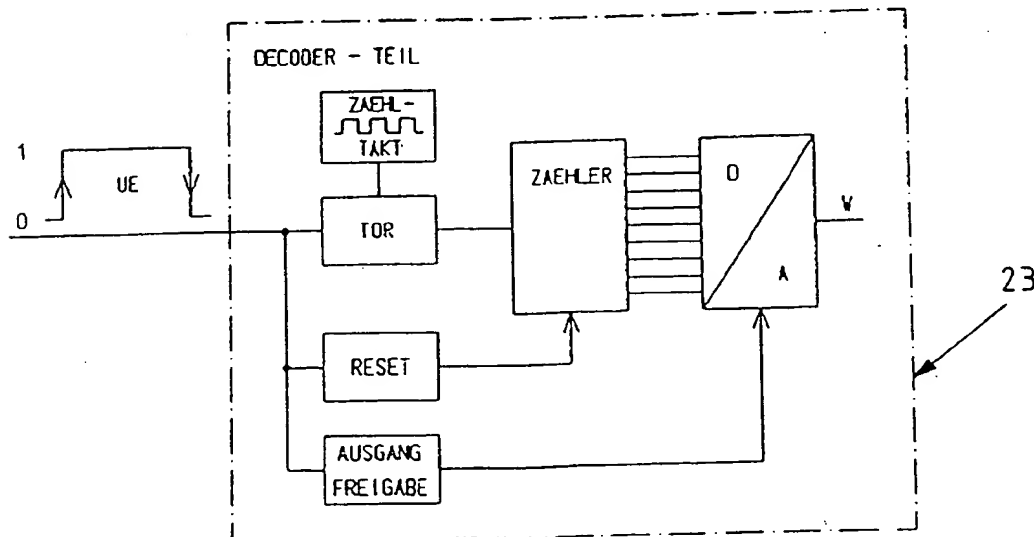 DECODER - TEIL
ZAEHL-
TAKT
1
UE
0
TOR
ZAEHLER
D
A
W
23
RESET
AUSGANG
FREIGABE